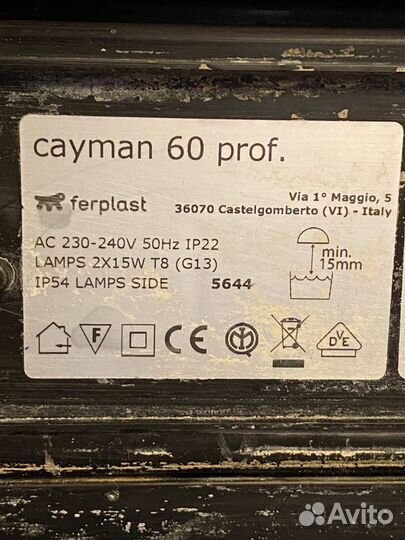 cayman 60 prof.
ferplast
Via 1° Maggio, 5
36070 Castelgomberto (VI) - Italy
AC 230-240V 50Hz IP22
LAMPS 2X15W T8 (G13)
IP54 LAMPS SIDE 5644
min.
15mm
F
CE
DVE
Avito